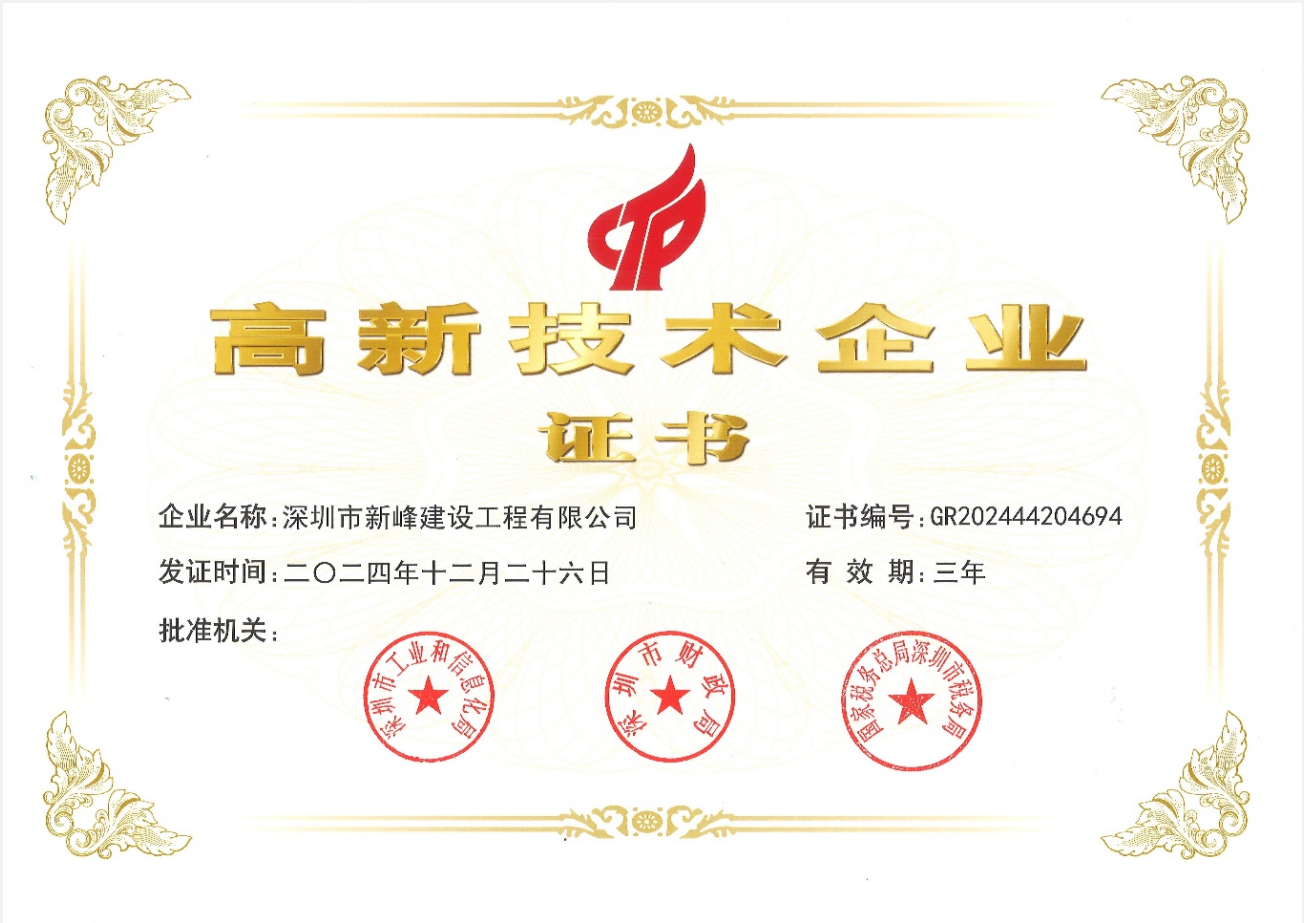 高新技术企业
证书
企业名称:深圳市新峰建设工程有限公司
证书编号:GR202444204694
发证时间:二〇二四年十二月二十六日
有 效 期:三年
批准机关:
深圳市工业和信息化局
深圳市财政局
国家税务总局深圳市税务局